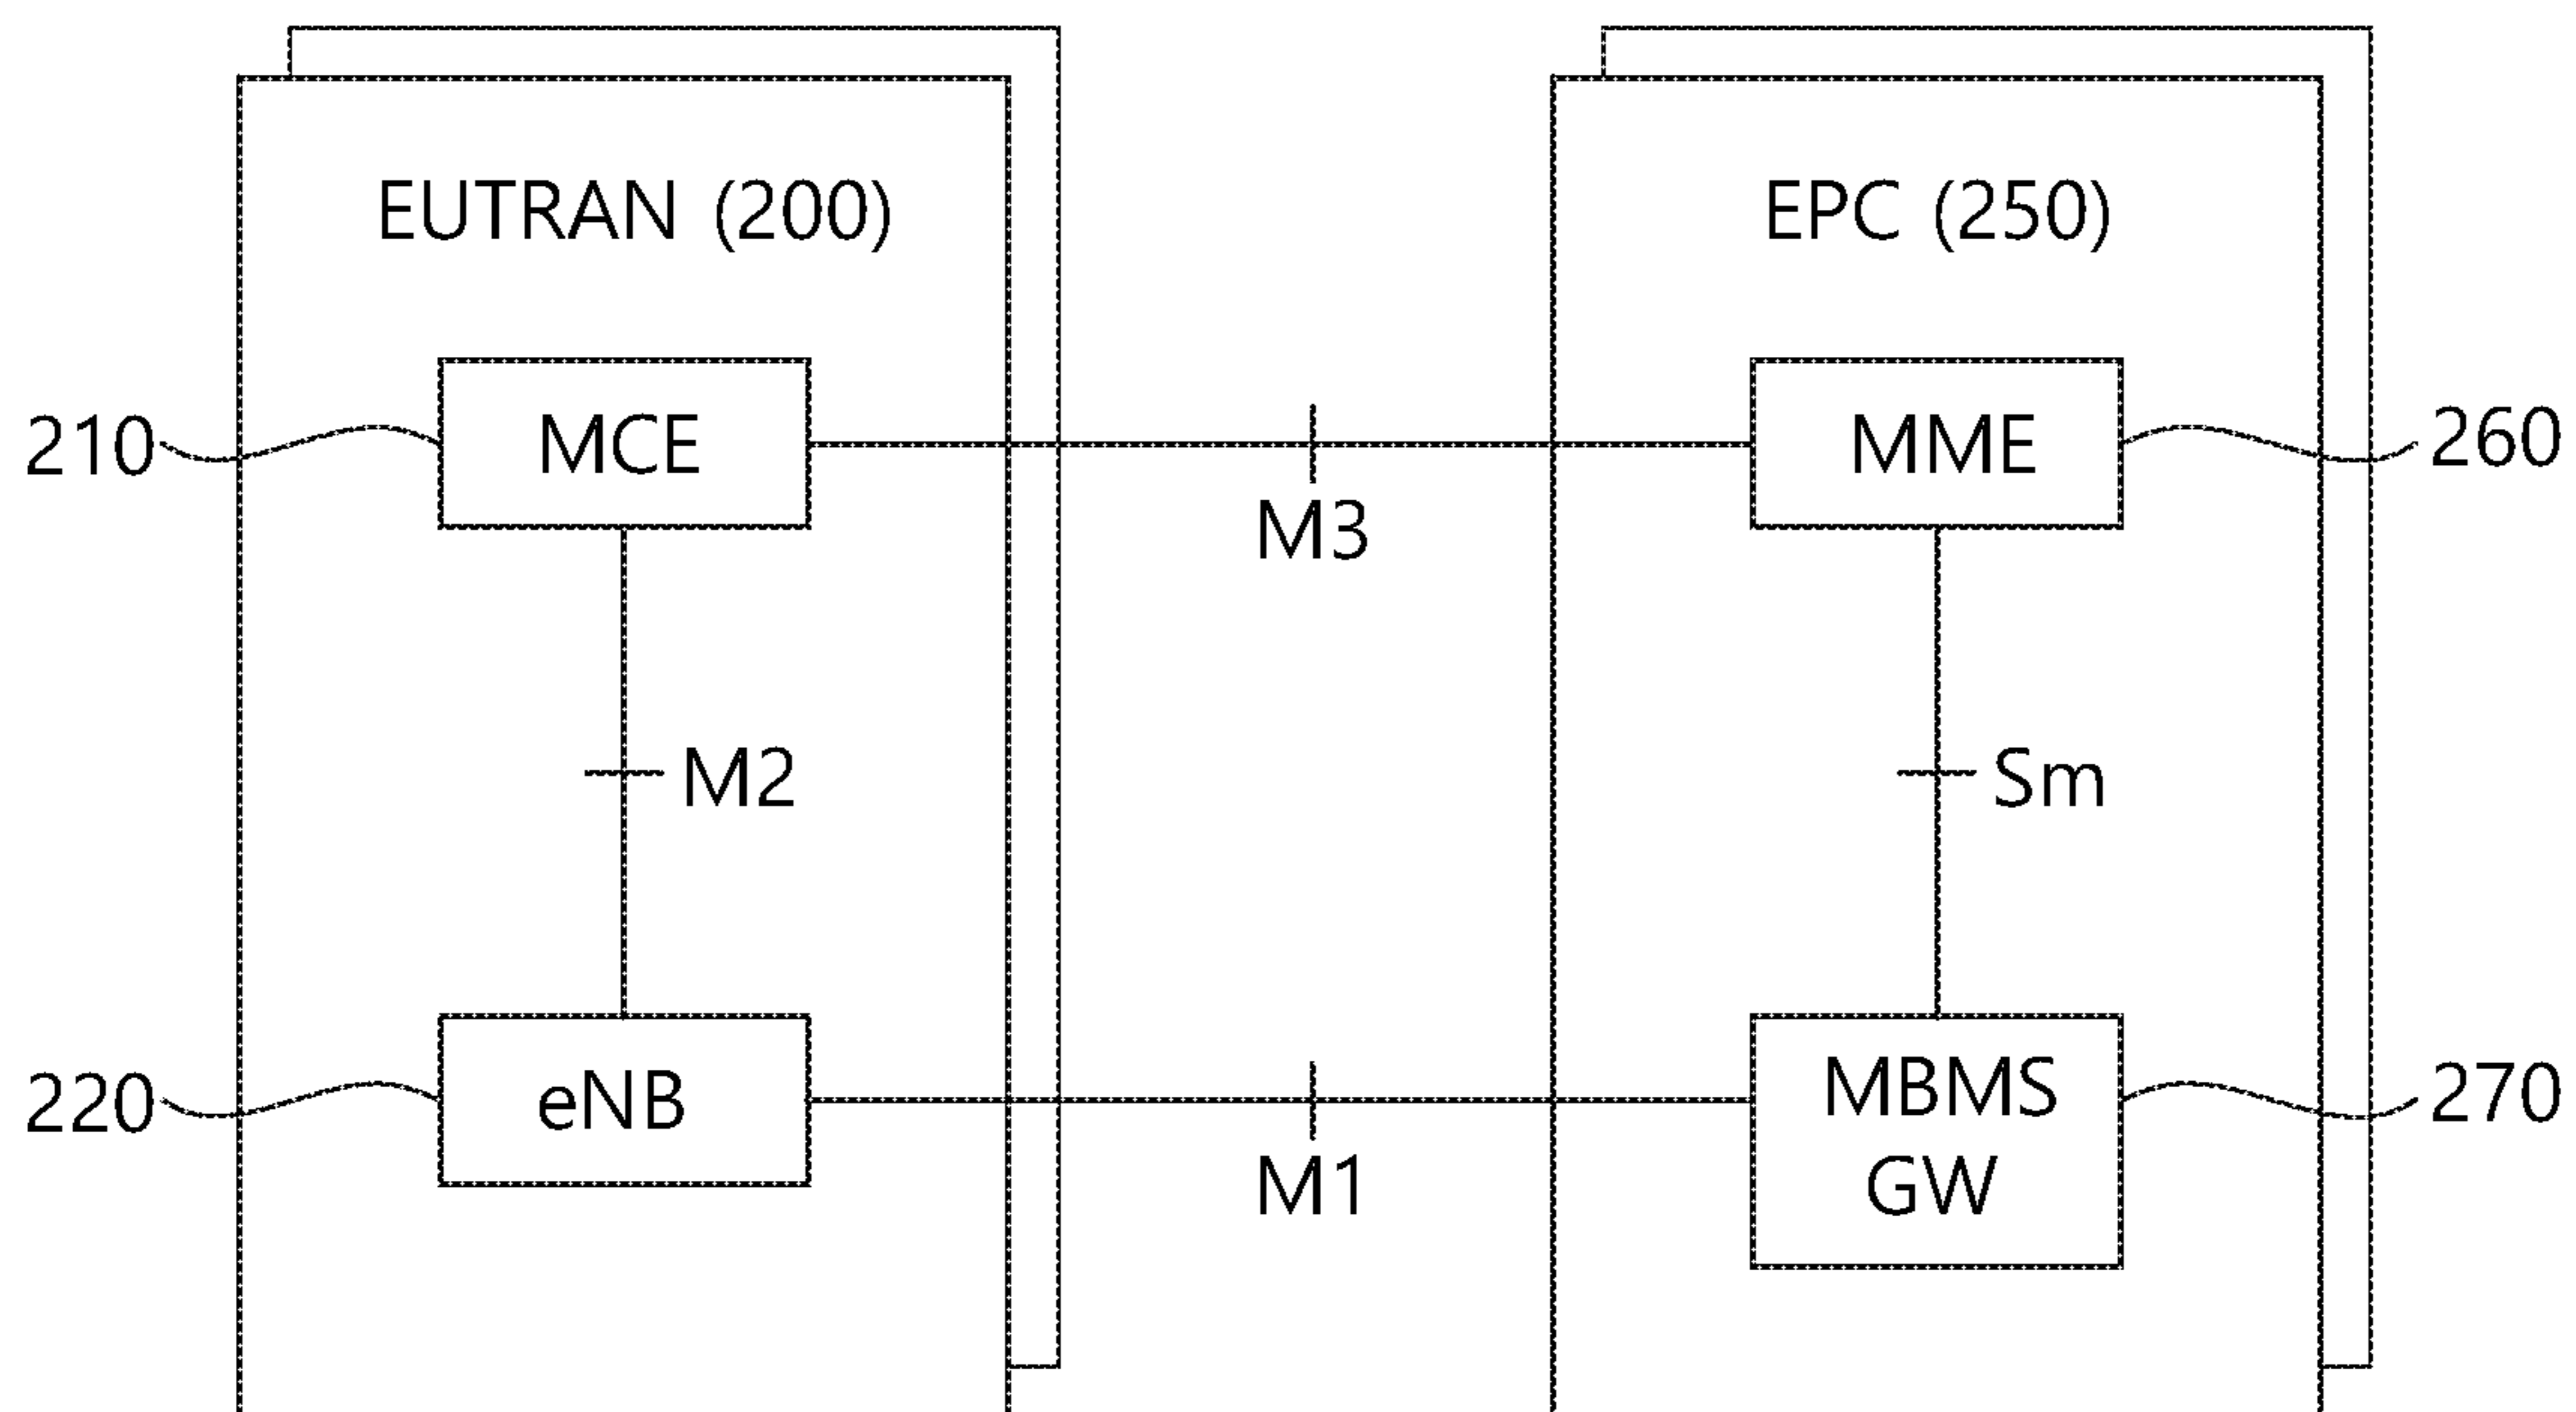 EUTRAN (200)
EPC (250)
210
MCE
M3
MME
260
M2
Sm
220
eNB
M1
MBMS
GW
270